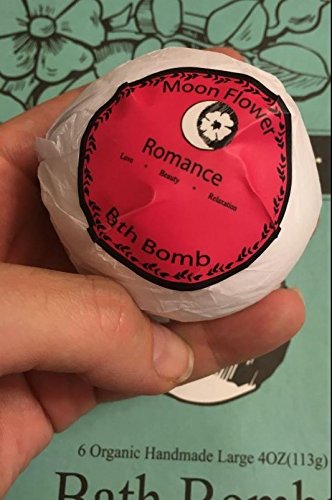 Moon Flower
Romance
Love • Beauty • Relaxation
Bath Bomb
6 Organic Handmade Large 4OZ(113g)
Bath Bomb